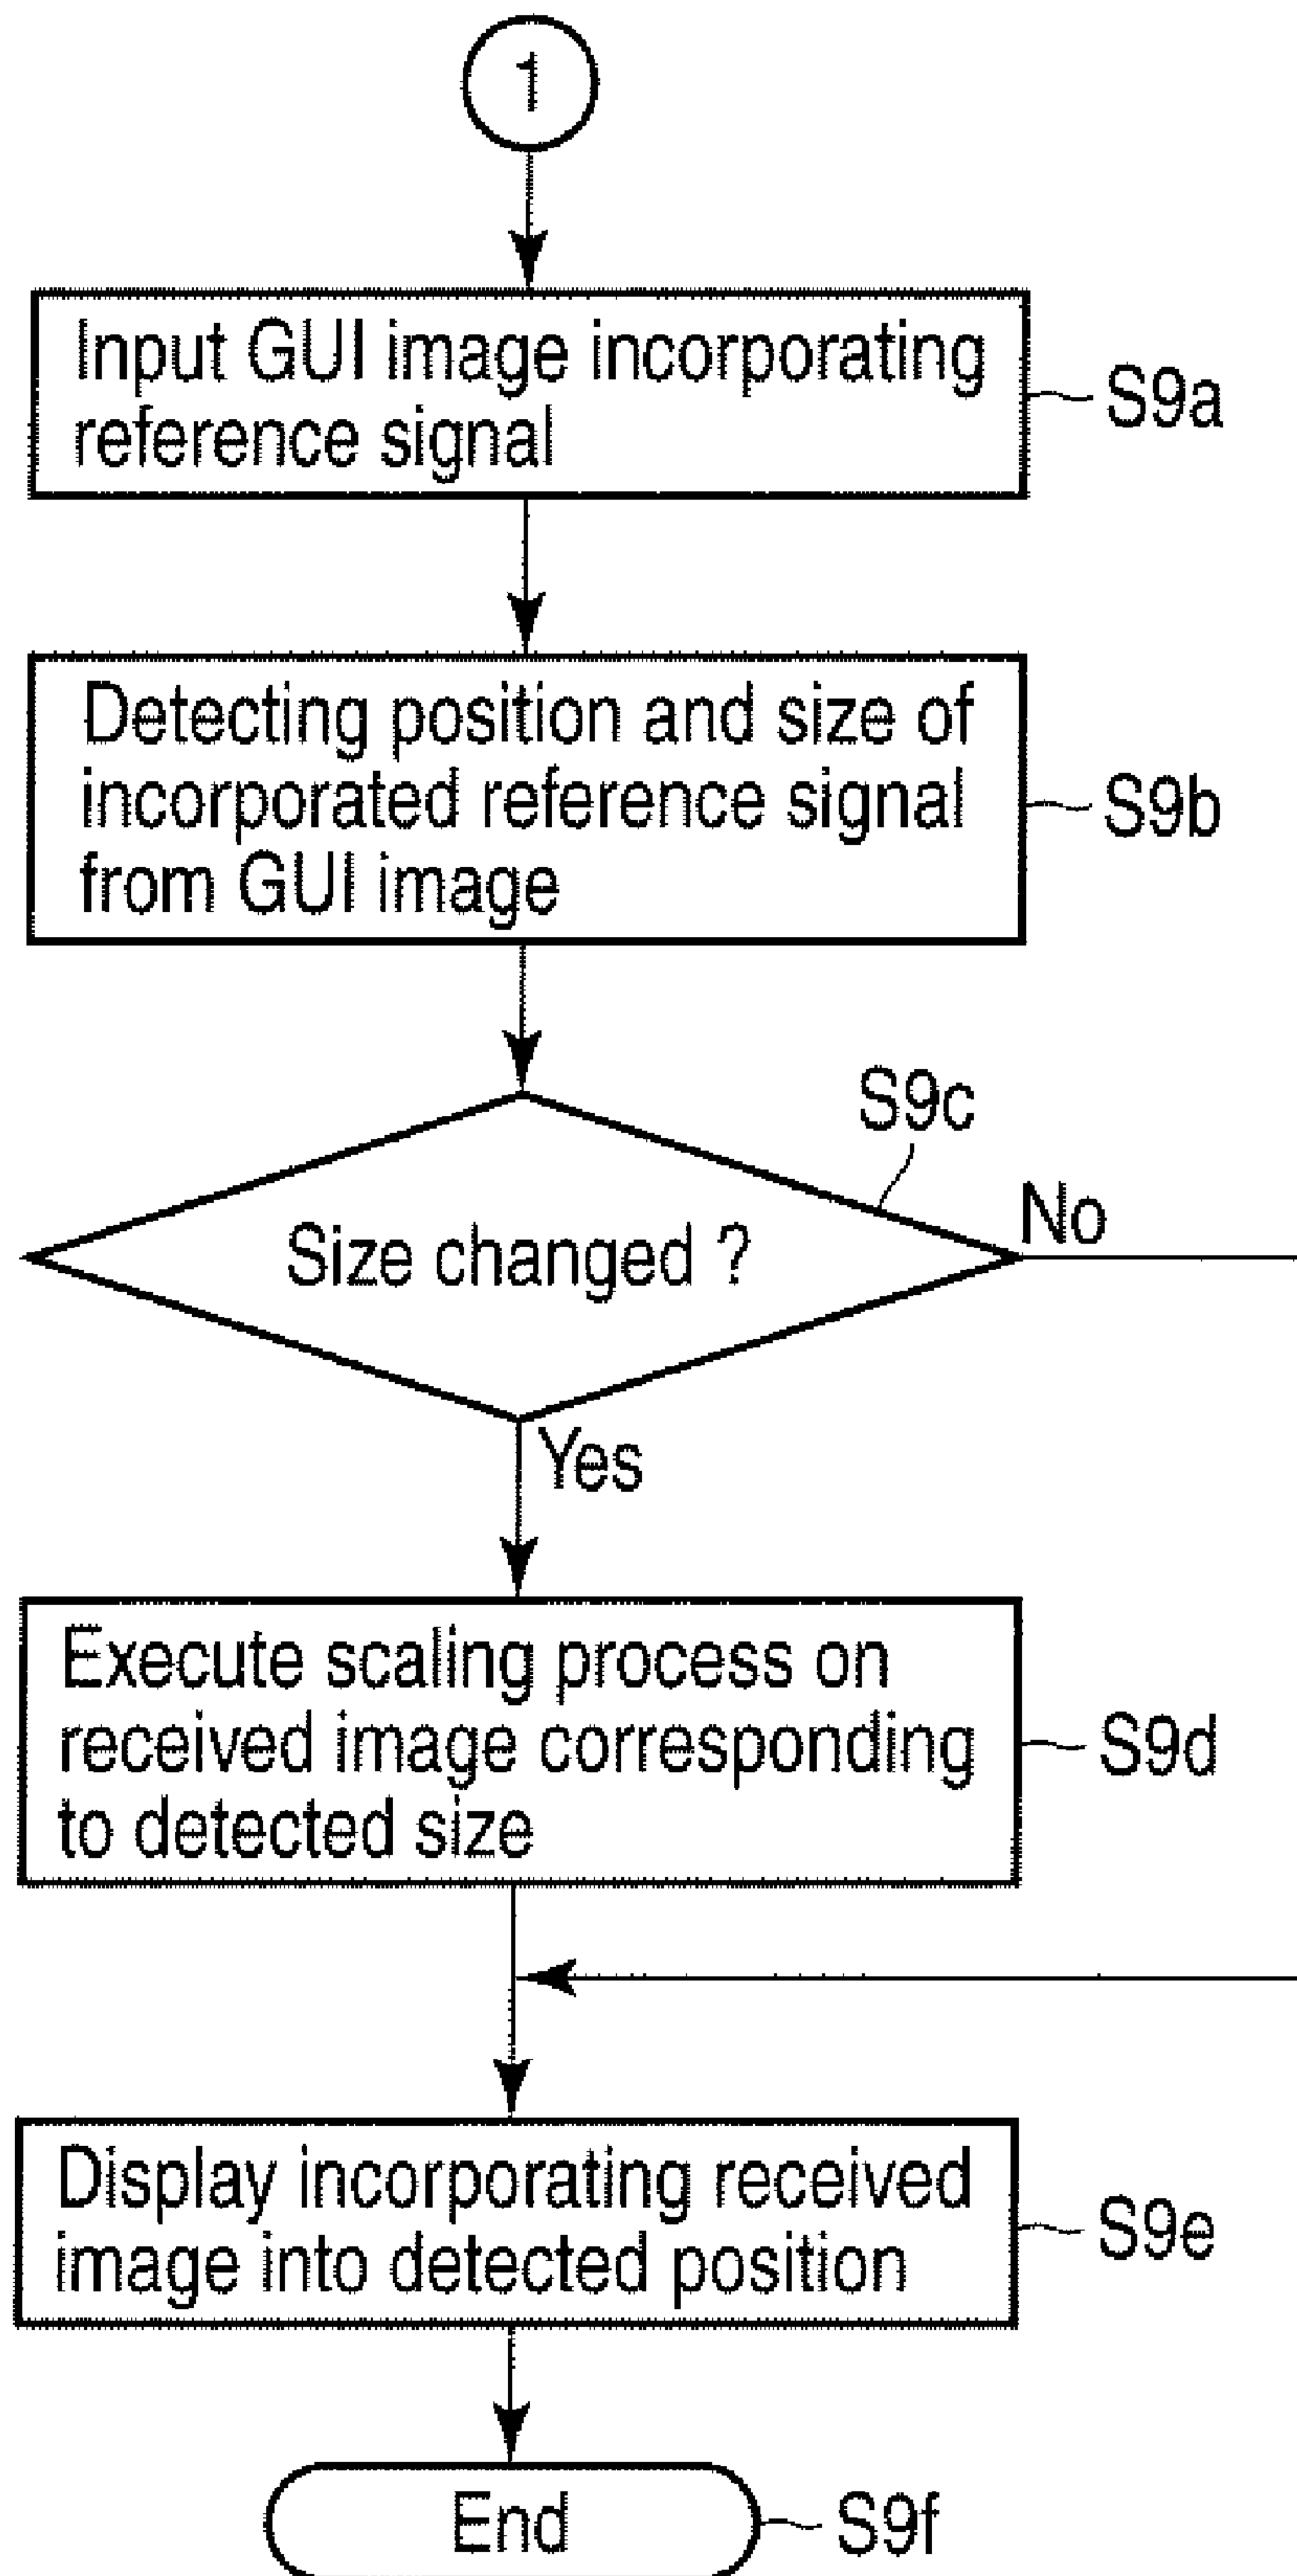 1
Input GUI image incorporating
reference signal
S9a
Detecting position and size of
incorporated reference signal
from GUI image
S9b
S9c
Size changed ?
No
Yes
Execute scaling process on
received image corresponding
to detected size
S9d
Display incorporating received
image into detected position
S9e
End
S9f